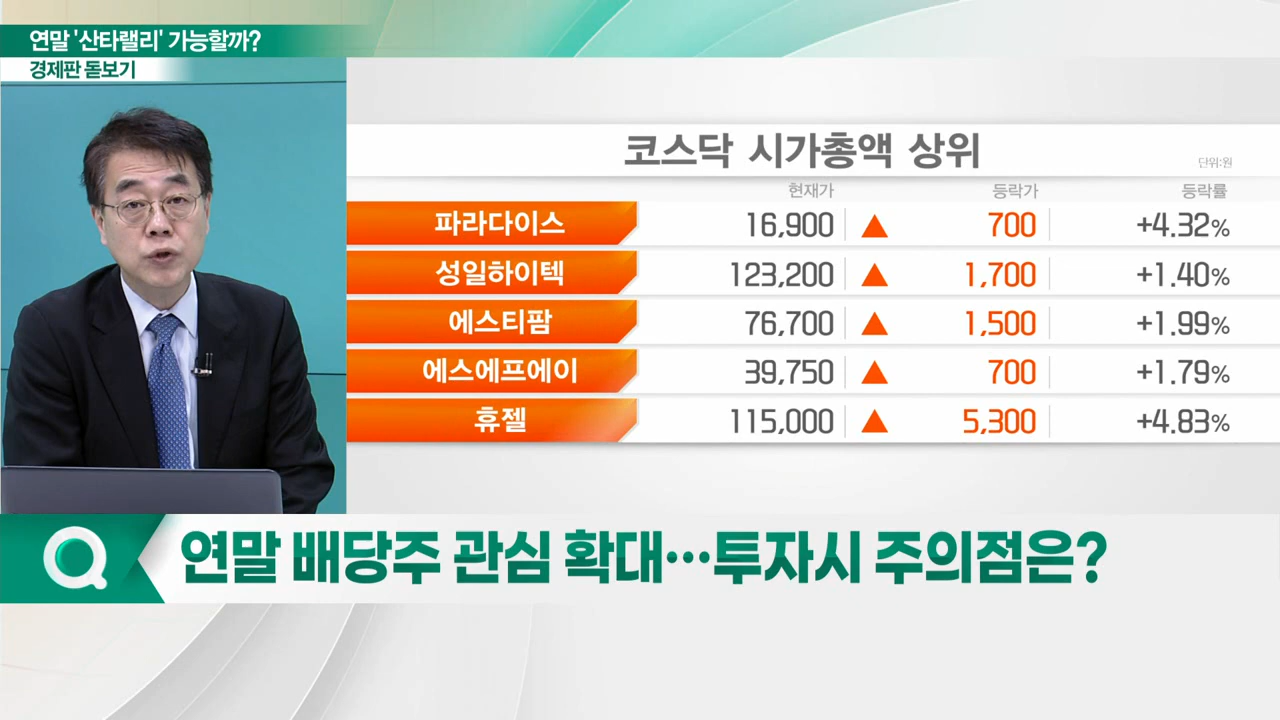 연말 '산타랠리' 가능할까?
경제판 돋보기
코스닥 시가총액 상위
단위:원
현재가 등락가 등락률
파라다이스 16,900 ▲ 700 +4.32%
성일하이텍 123,200 ▲ 1,700 +1.40%
에스티팜 76,700 ▲ 1,500 +1.99%
에스에프에이 39,750 ▲ 700 +1.79%
휴젤 115,000 ▲ 5,300 +4.83%
Q 연말 배당주 관심 확대…투자시 주의점은?